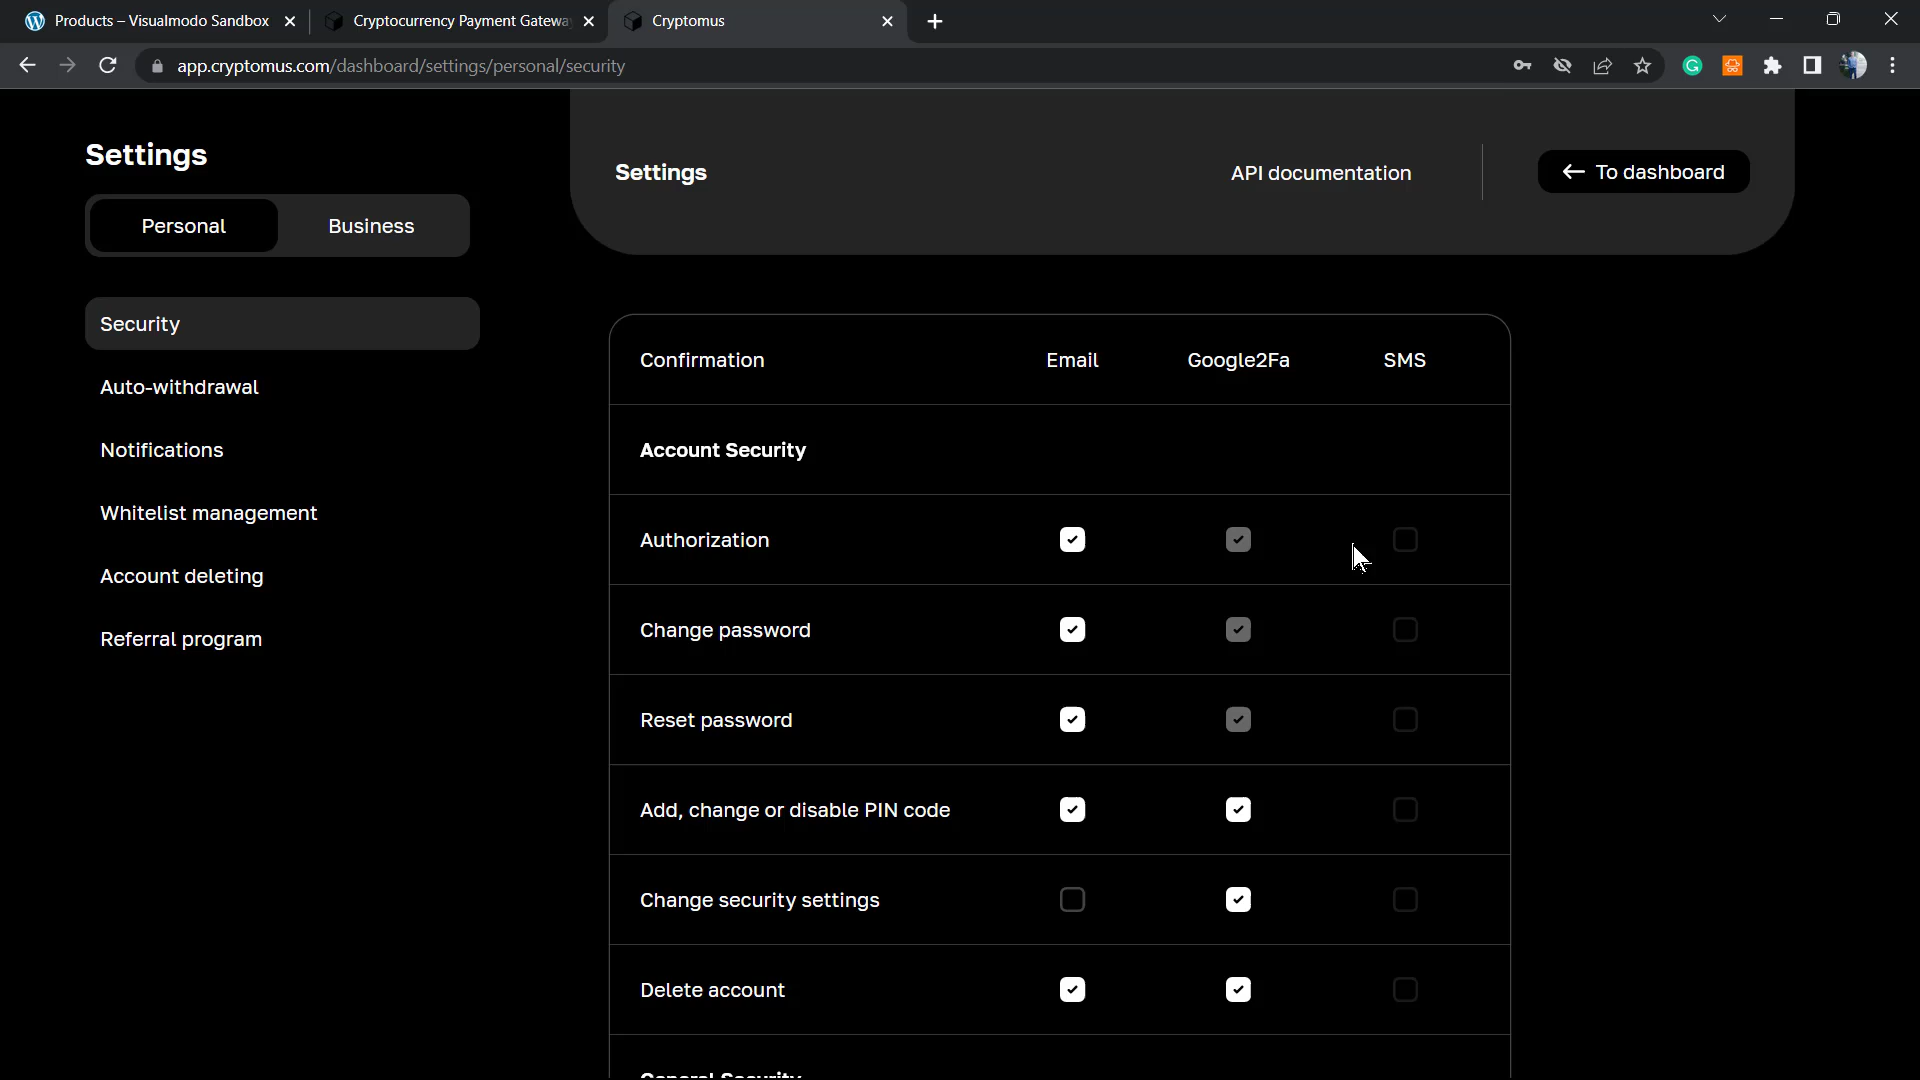 Products – Visualmodo Sandbox
Cryptocurrency Payment Gatewa
Cryptomus
app.cryptomus.com/dashboard/settings/personal/security
Settings
Personal
Business
Security
Auto-withdrawal
Notifications
Whitelist management
Account deleting
Referral program
Settings
API documentation
To dashboard
Confirmation Email Google2Fa SMS
Account Security
Authorization
Change password
Reset password
Add, change or disable PIN code
Change security settings
Delete account
General Security